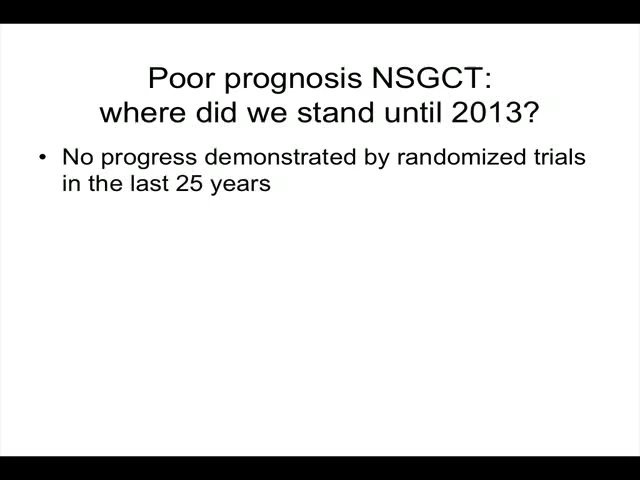 Poor prognosis NSGCT:
where did we stand until 2013?
• No progress demonstrated by randomized trials
in the last 25 years